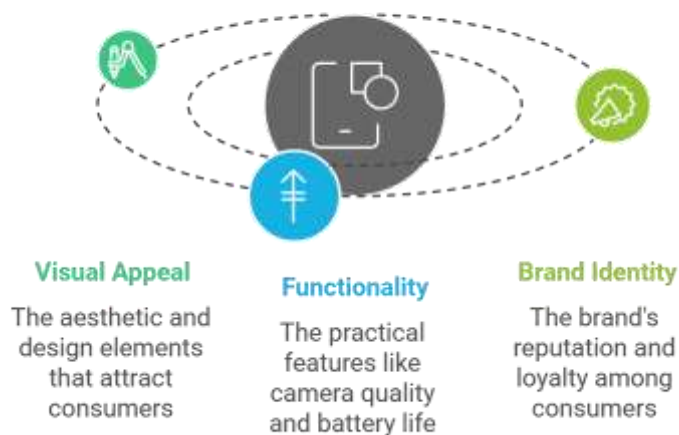 Visual Appeal
The aesthetic and
design elements
that attract
consumers
Functionality
The practical
features like
camera quality
and battery life
Brand Identity
The brand's
reputation and
loyalty among
consumers